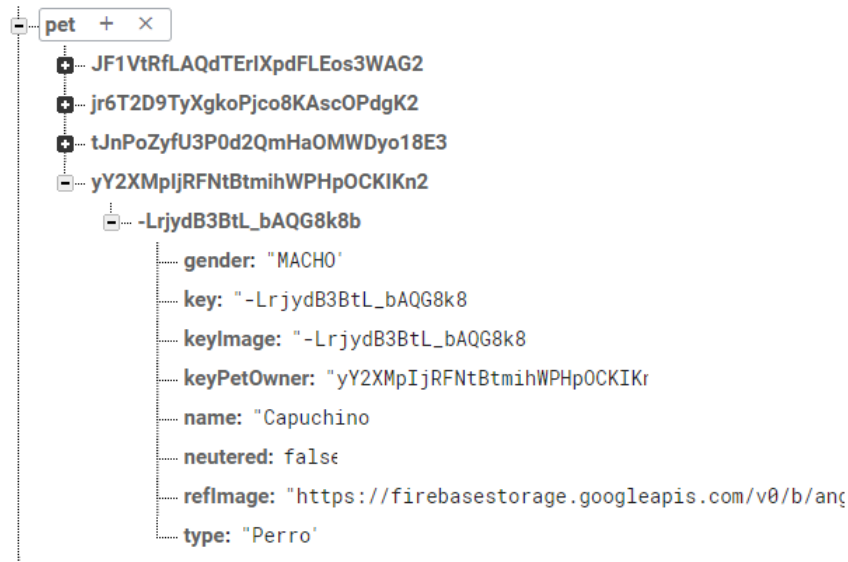 pet + ×
JF1VtRfLAQdTErIXpdFLEos3WAG2
jr6T2D9TyXgkoPjco8KAscOPdgK2
tJnPoZyfU3P0d2QmHaOMWDyo18E3
yY2XMpIjRFNtBtmihWPHpOCKIKn2
-LrjydB3BtL_bAQG8k8b
gender: "MACHO"
key: "-LrjydB3BtL_bAQG8k8
keyImage: "-LrjydB3BtL_bAQG8k8
keyPetOwner: "yY2XMpIjRFNtBtmihWPHpOCKIKn
name: "Capuchino
neutered: false
refImage: "https://firebasestorage.googleapis.com/v0/b/ang
type: "Perro"